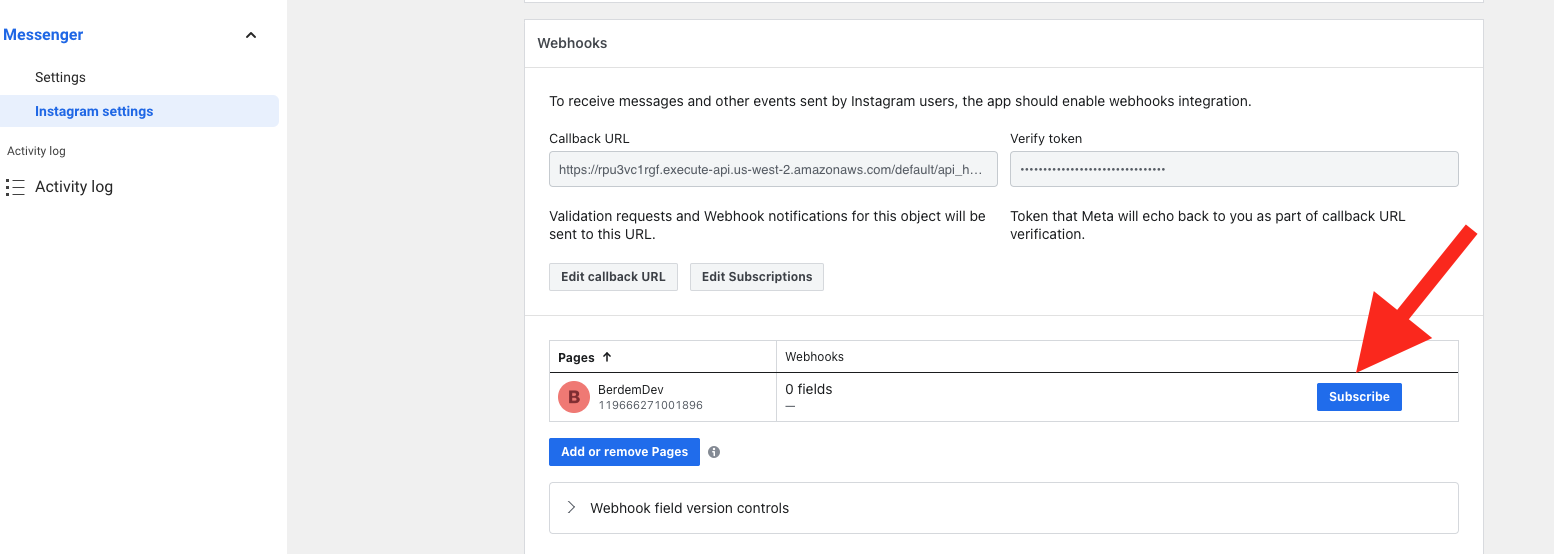 Messenger
Settings
Instagram settings
Activity log
Activity log
Webhooks
To receive messages and other events sent by Instagram users, the app should enable webhooks integration.
Callback URL
Verify token
https://rpu3vc1rgf.execute-api.us-west-2.amazonaws.com/default/api_h...
••••••••••••••••••••••••••••••••
Validation requests and Webhook notifications for this object will be
sent to this URL.
Token that Meta will echo back to you as part of callback URL
verification.
Edit callback URL
Edit Subscriptions
Pages ↑
Webhooks
B
BerdemDev
119666271001896
0 fields
—
Subscribe
Add or remove Pages
Webhook field version controls